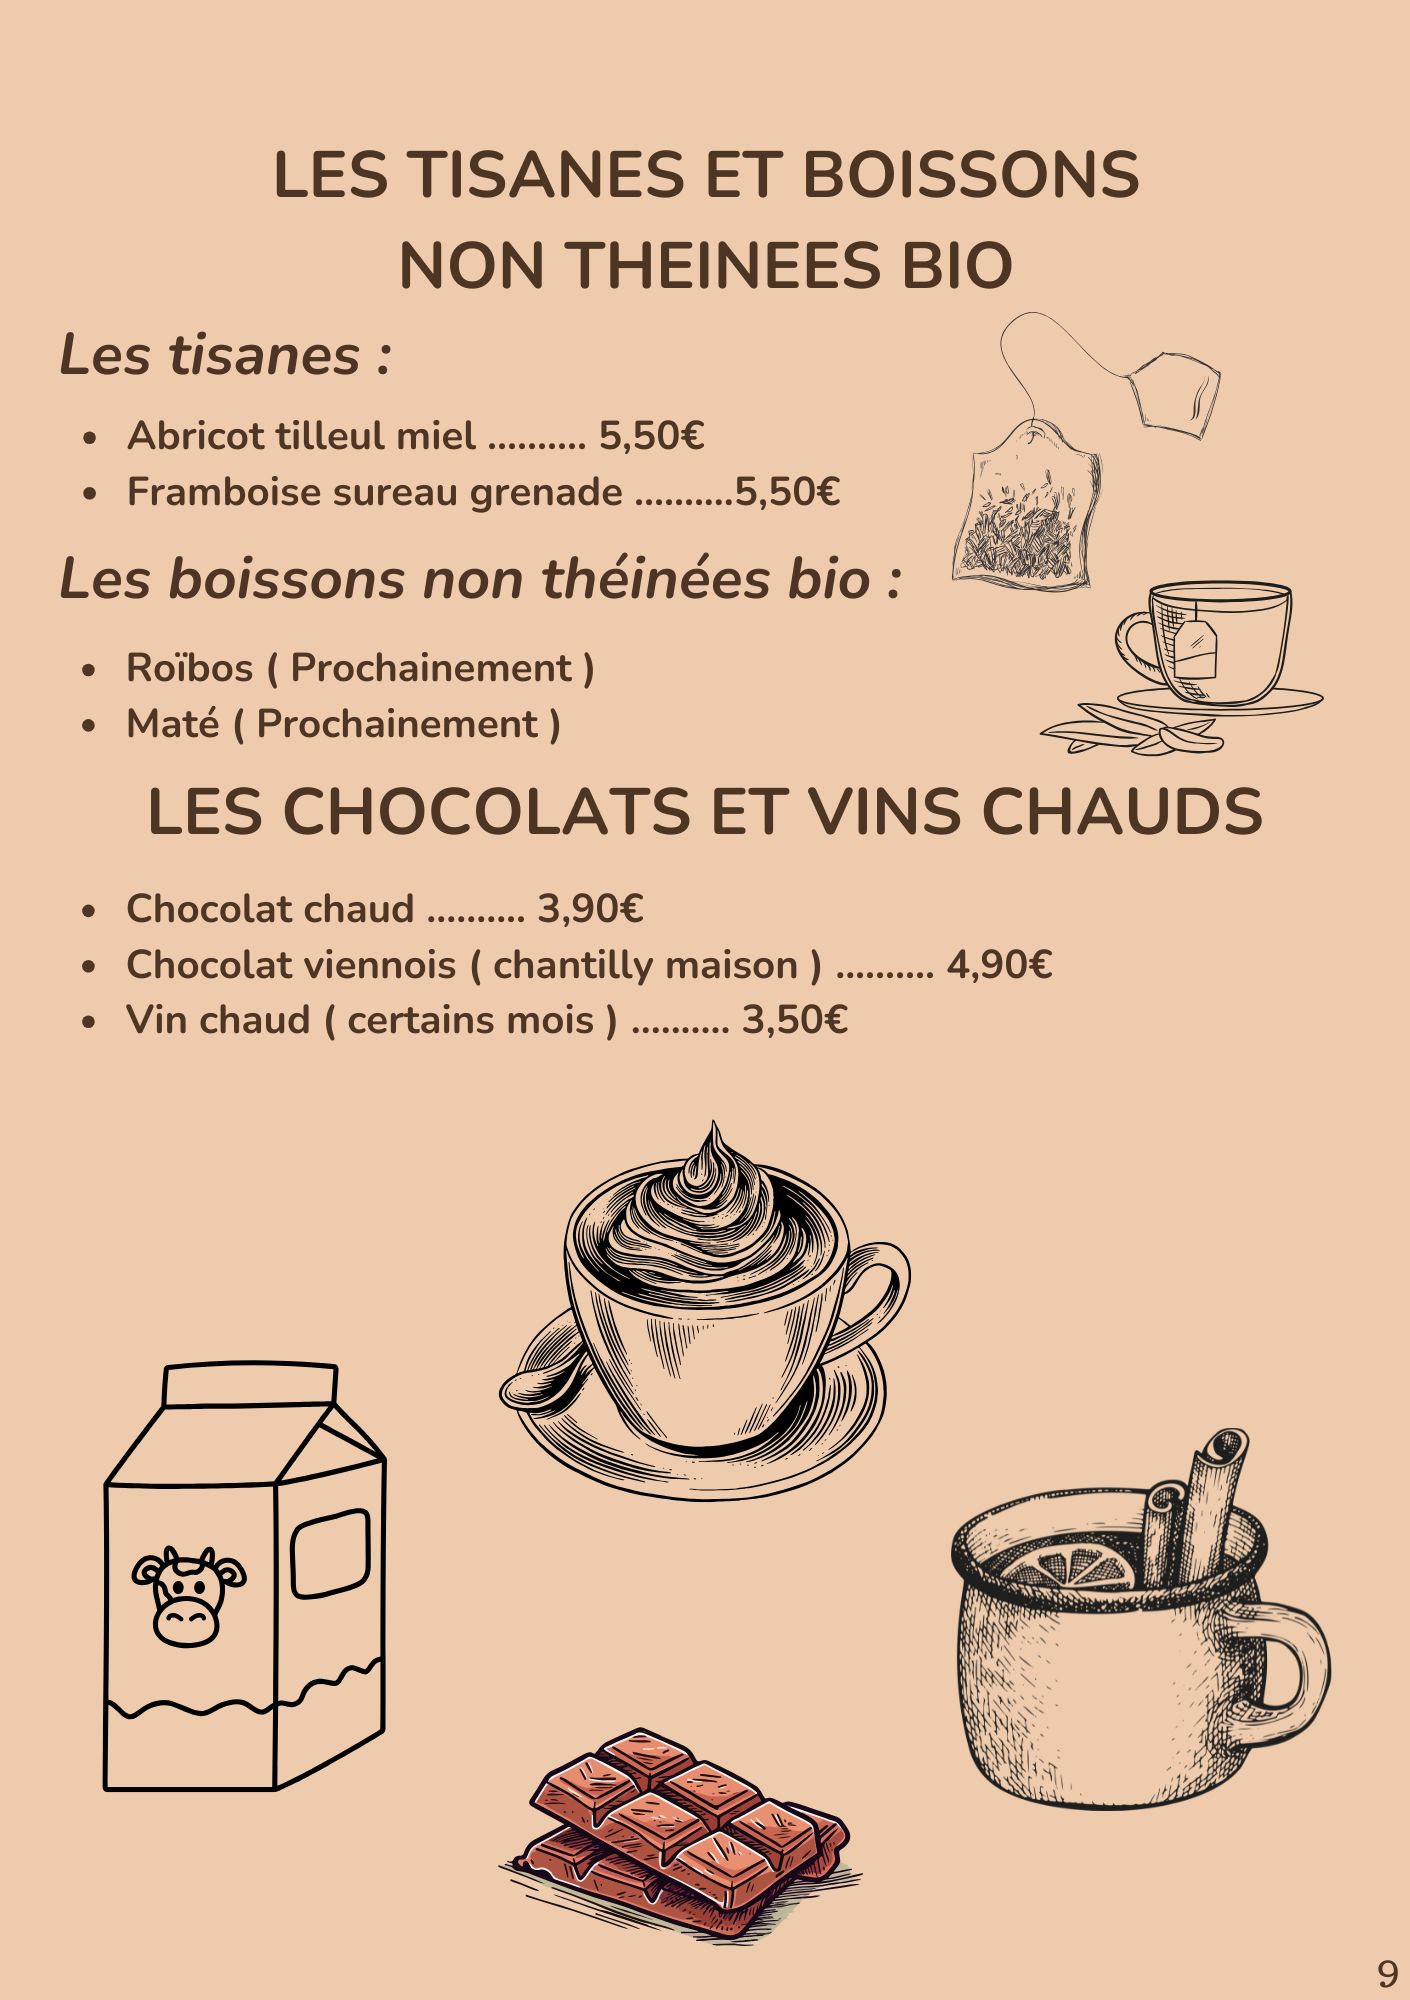 LES TISANES ET BOISSONS
NON THEINEES BIO
Les tisanes :
• Abricot tilleul miel .......... 5,50€
• Framboise sureau grenade ..........5,50€
Les boissons non théinées bio :
• Roïbos ( Prochainement )
• Maté ( Prochainement )
LES CHOCOLATS ET VINS CHAUDS
• Chocolat chaud .......... 3,90€
• Chocolat viennois ( chantilly maison ) .......... 4,90€
• Vin chaud ( certains mois ) .......... 3,50€
9